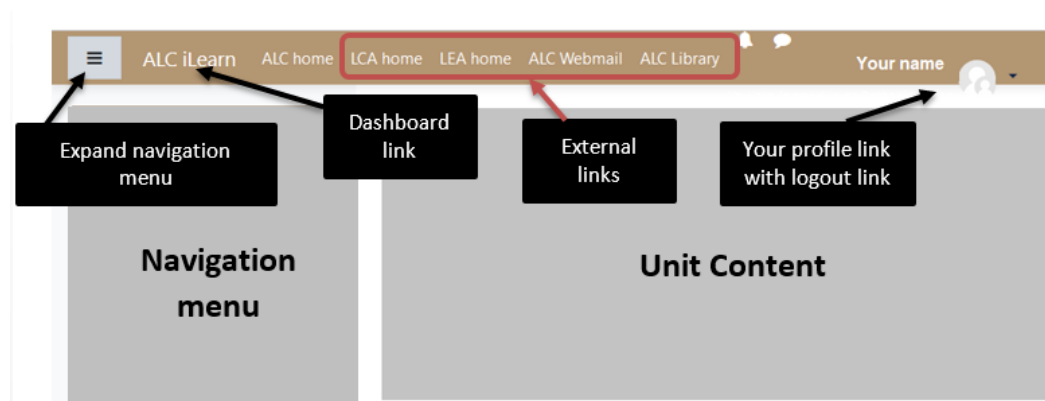 ALC iLearn ALC home LCA home LEA home ALC Webmail ALC Library Your name
Expand navigation
menu
Dashboard
link
External
links
Your profile link
with logout link
Navigation
menu
Unit Content